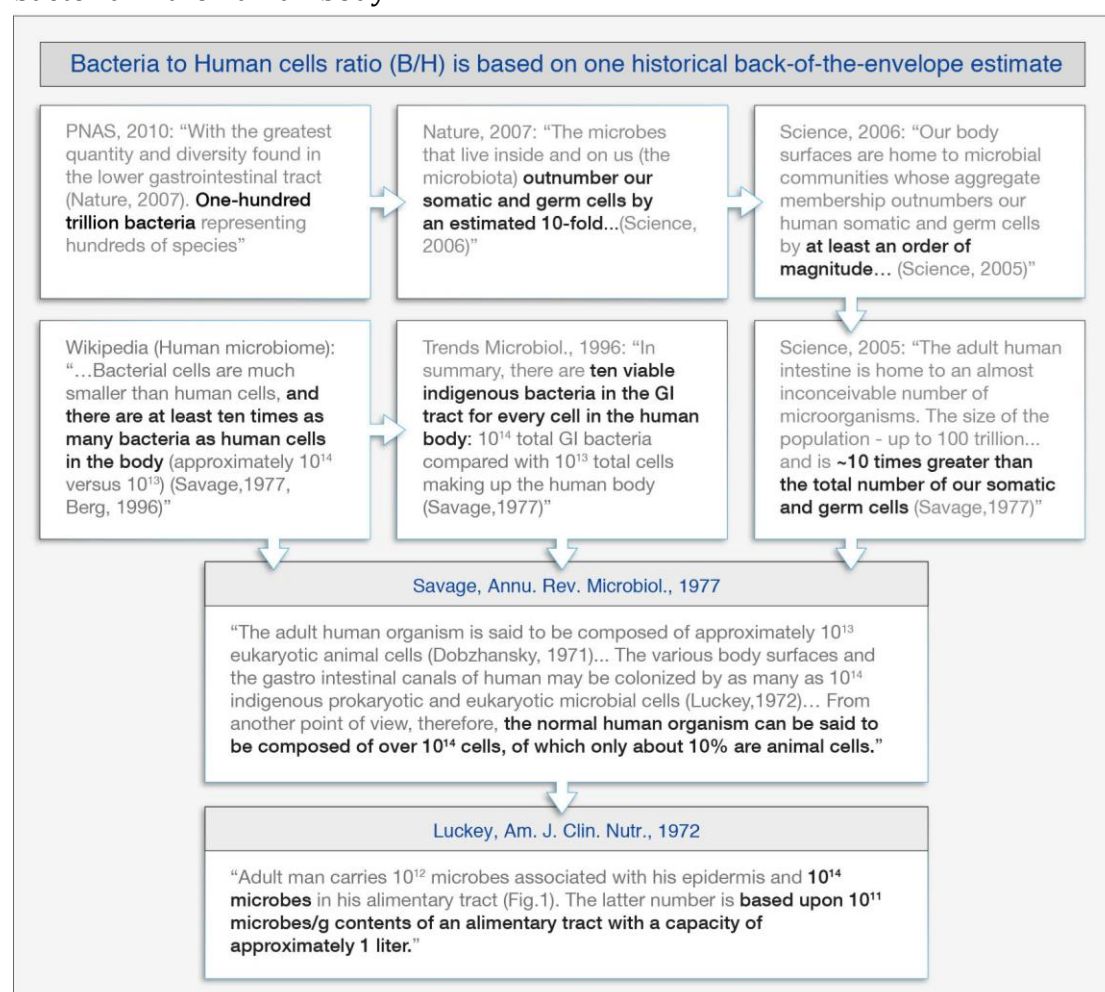 Bacteria to Human cells ratio (B/H) is based on one historical back-of-the-envelope estimate
PNAS, 2010: “With the greatest
quantity and diversity found in
the lower gastrointestinal tract
(Nature, 2007). One-hundred
trillion bacteria representing
hundreds of species”
Nature, 2007: “The microbes
that live inside and on us (the
microbiota) outnumber our
somatic and germ cells by
an estimated 10-fold...(Science,
2006)”
Science, 2006: “Our body
surfaces are home to microbial
communities whose aggregate
membership outnumbers our
human somatic and germ cells
by at least an order of
magnitude… (Science, 2005)”
Wikipedia (Human microbiome):
“…Bacterial cells are much
smaller than human cells, and
there are at least ten times as
many bacteria as human cells
in the body (approximately 10¹⁴
versus 10¹³) (Savage,1977,
Berg, 1996)”
Trends Microbiol., 1996: “In
summary, there are ten viable
indigenous bacteria in the GI
tract for every cell in the human
body: 10¹⁴ total GI bacteria
compared with 10¹³ total cells
making up the human body
(Savage,1977)”
Science, 2005: “The adult human
intestine is home to an almost
inconceivable number of
microorganisms. The size of the
population - up to 100 trillion...
and is ~10 times greater than
the total number of our somatic
and germ cells (Savage,1977)”
Savage, Annu. Rev. Microbiol., 1977
“The adult human organism is said to be composed of approximately 10¹³
eukaryotic animal cells (Dobzhansky, 1971)... The various body surfaces and
the gastro intestinal canals of human may be colonized by as many as 10¹⁴
indigenous prokaryotic and eukaryotic microbial cells (Luckey,1972)… From
another point of view, therefore, the normal human organism can be said to
be composed of over 10¹⁴ cells, of which only about 10% are animal cells.”
Luckey, Am. J. Clin. Nutr., 1972
“Adult man carries 10¹² microbes associated with his epidermis and 10¹⁴
microbes in his alimentary tract (Fig.1). The latter number is based upon 10¹¹
microbes/g contents of an alimentary tract with a capacity of
approximately 1 liter.”